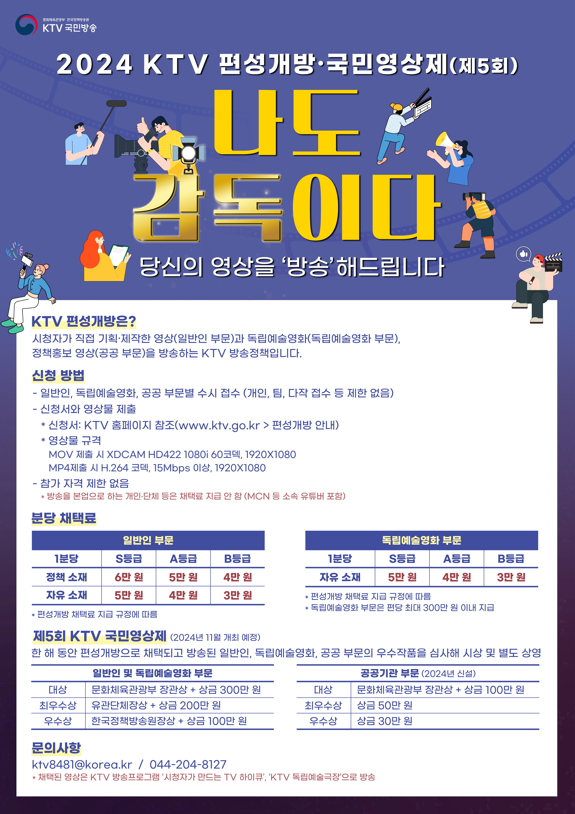 문화체육관광부 한국정책방송원
KTV 국민방송
2024 KTV 편성개방·국민영상제(제5회)
나도
감독이다
당신의 영상을 '방송'해드립니다
KTV 편성개방은?
시청자가 직접 기획·제작한 영상(일반인 부문)과 독립예술영화(독립예술영화 부문),
정책홍보 영상(공공 부문)을 방송하는 KTV 방송정책입니다.
신청 방법
- 일반인, 독립예술영화, 공공 부문별 수시 접수 (개인, 팀, 다작 접수 등 제한 없음)
- 신청서와 영상물 제출
* 신청서: KTV 홈페이지 참조(www.ktv.go.kr > 편성개방 안내)
* 영상물 규격
MOV 제출 시 XDCAM HD422 1080i 60코덱, 1920X1080
MP4제출 시 H.264 코덱, 15Mbps 이상, 1920X1080
- 참가 자격 제한 없음
* 방송을 본업으로 하는 개인·단체 등은 채택료 지급 안 함 (MCN 등 소속 유튜버 포함)
분당 채택료
일반인 부문
1분당 S등급 A등급 B등급
정책 소재 6만 원 5만 원 4만 원
자유 소재 5만 원 4만 원 3만 원
* 편성개방 채택료 지급 규정에 따름
독립예술영화 부문
1분당 S등급 A등급 B등급
자유 소재 5만 원 4만 원 3만 원
* 편성개방 채택료 지급 규정에 따름
* 독립예술영화 부문은 편당 최대 300만 원 이내 지급
제5회 KTV 국민영상제 (2024년 11월 개최 예정)
한 해 동안 편성개방으로 채택되고 방송된 일반인, 독립예술영화, 공공 부문의 우수작품을 심사해 시상 및 별도 상영
일반인 및 독립예술영화 부문
대상 문화체육관광부 장관상 + 상금 300만 원
최우수상 유관단체장상 + 상금 200만 원
우수상 한국정책방송원장상 + 상금 100만 원
공공기관 부문 (2024년 신설)
대상 문화체육관광부 장관상 + 상금 100만 원
최우수상 상금 50만 원
우수상 상금 30만 원
문의사항
ktv8481@korea.kr / 044-204-8127
* 채택된 영상은 KTV 방송프로그램 '시청자가 만드는 TV 하이큐', 'KTV 독립예술극장'으로 방송